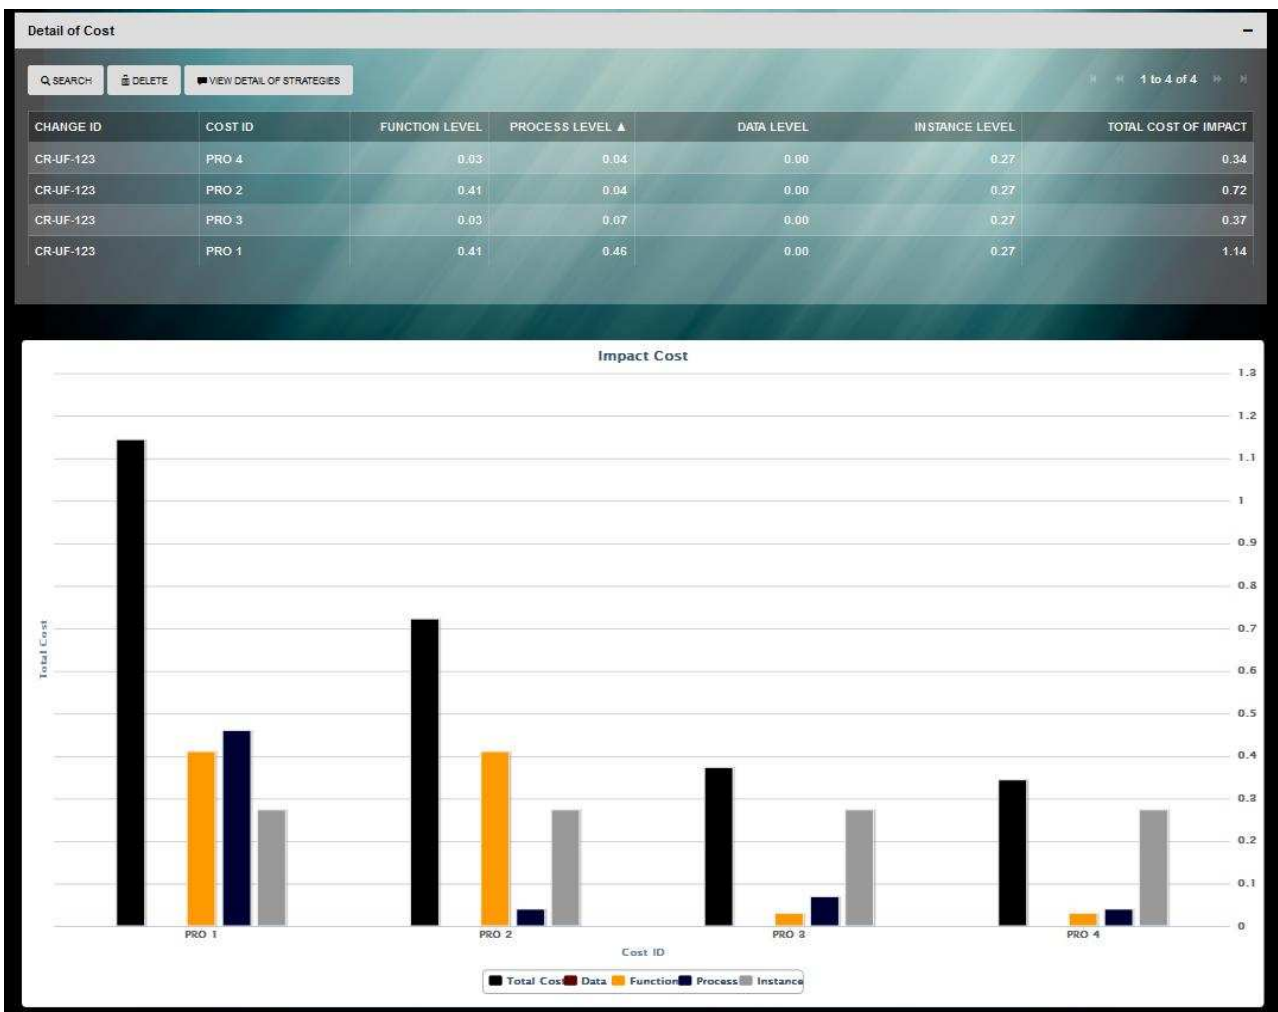 Detail of Cost
SEARCH DELETE VIEW DETAIL OF STRATEGIES 1 to 4 of 4
CHANGE ID COST ID FUNCTION LEVEL PROCESS LEVEL ▲ DATA LEVEL INSTANCE LEVEL TOTAL COST OF IMPACT
CR-UF-123 PRO 4 0.03 0.04 0.00 0.27 0.34
CR-UF-123 PRO 2 0.41 0.04 0.00 0.27 0.72
CR-UF-123 PRO 3 0.03 0.07 0.00 0.27 0.37
CR-UF-123 PRO 1 0.41 0.46 0.00 0.27 1.14
Impact Cost
1.3
1.2
1.1
1
0.9
0.8
0.7
0.6
0.5
0.4
0.3
0.2
0.1
0
Total Cost
PRO 1 PRO 2 PRO 3 PRO 4
Cost ID
Total Cost Data Function Process Instance